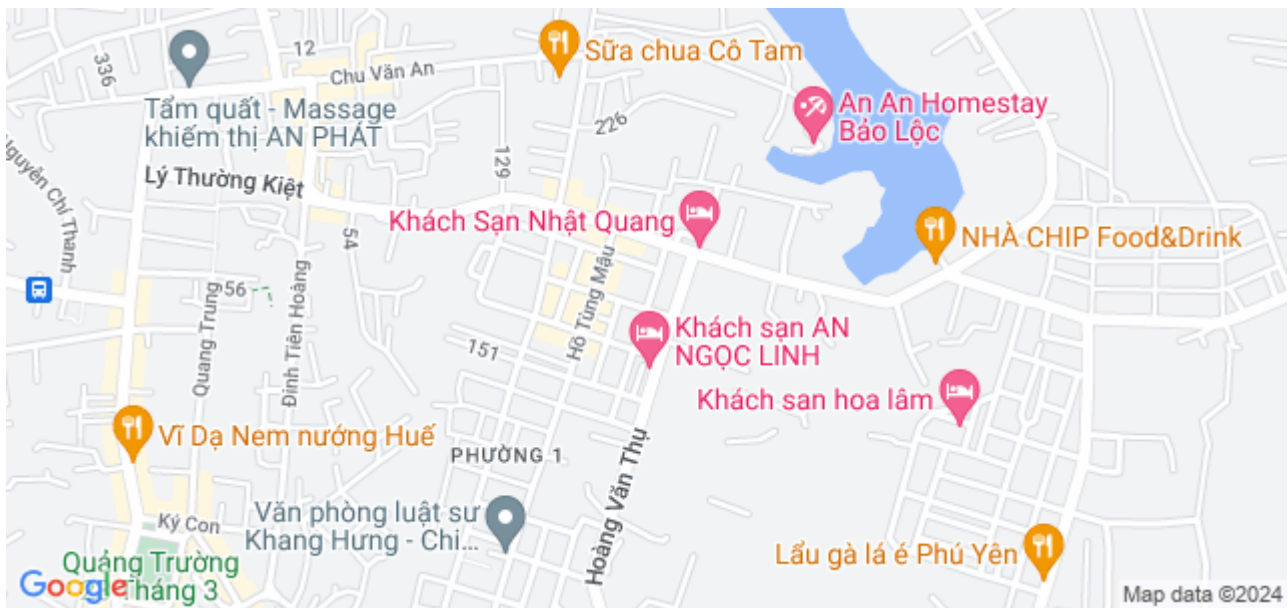 336
12
Chu Văn An
Sữa chua Cô Tam
Tẩm quất - Massage
khiếm thị AN PHÁT
An An Homestay
Bảo Lộc
226
129
Nguyễn Chí Thanh
Lý Thường Kiệt
Khách Sạn Nhật Quang
NHÀ CHIP Food&Drink
54
56
Quang Trung
Đinh Tiên Hoàng
Hồ Tùng Mậu
151
Khách sạn AN
NGỌC LINH
Khách san hoa lâm
Vĩ Dạ Nem nướng Huế
PHƯỜNG 1
Hoàng Văn Thụ
Văn phòng luật sư
Khang Hưng - Chi...
Ký Con
Quảng Trường
Tháng 3
Lẩu gà lá é Phú Yên
Google
Map data ©2024